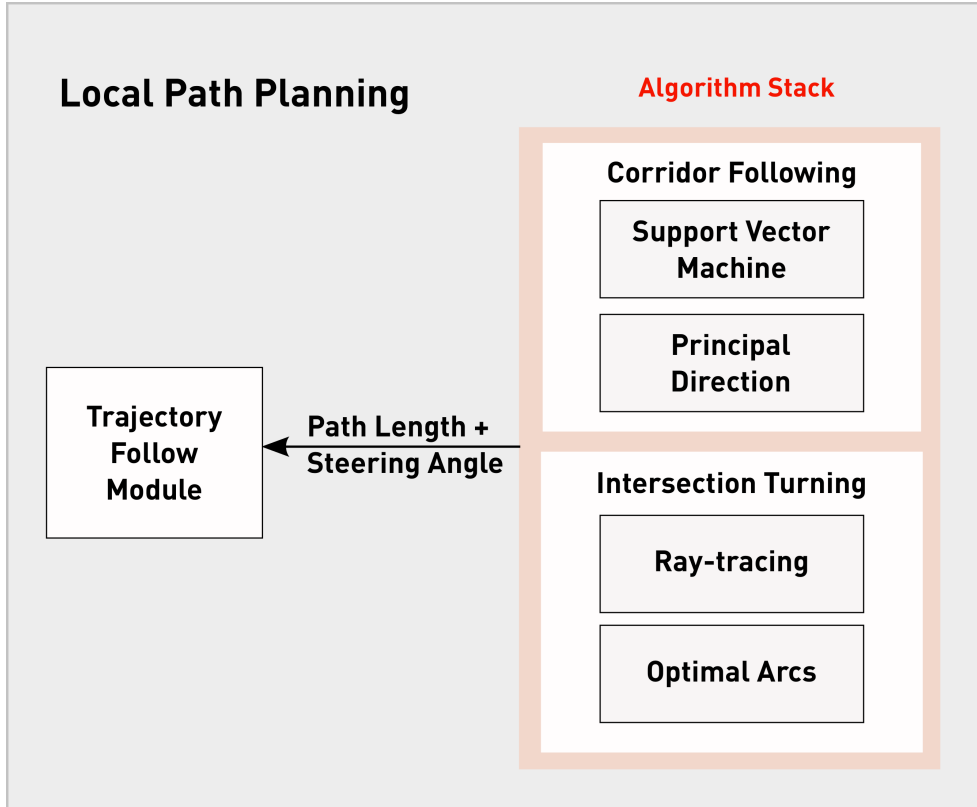 Local Path Planning
Algorithm Stack
Corridor Following
Support Vector
Machine
Principal
Direction
Trajectory
Follow
Module
Path Length +
Steering Angle
Intersection Turning
Ray-tracing
Optimal Arcs